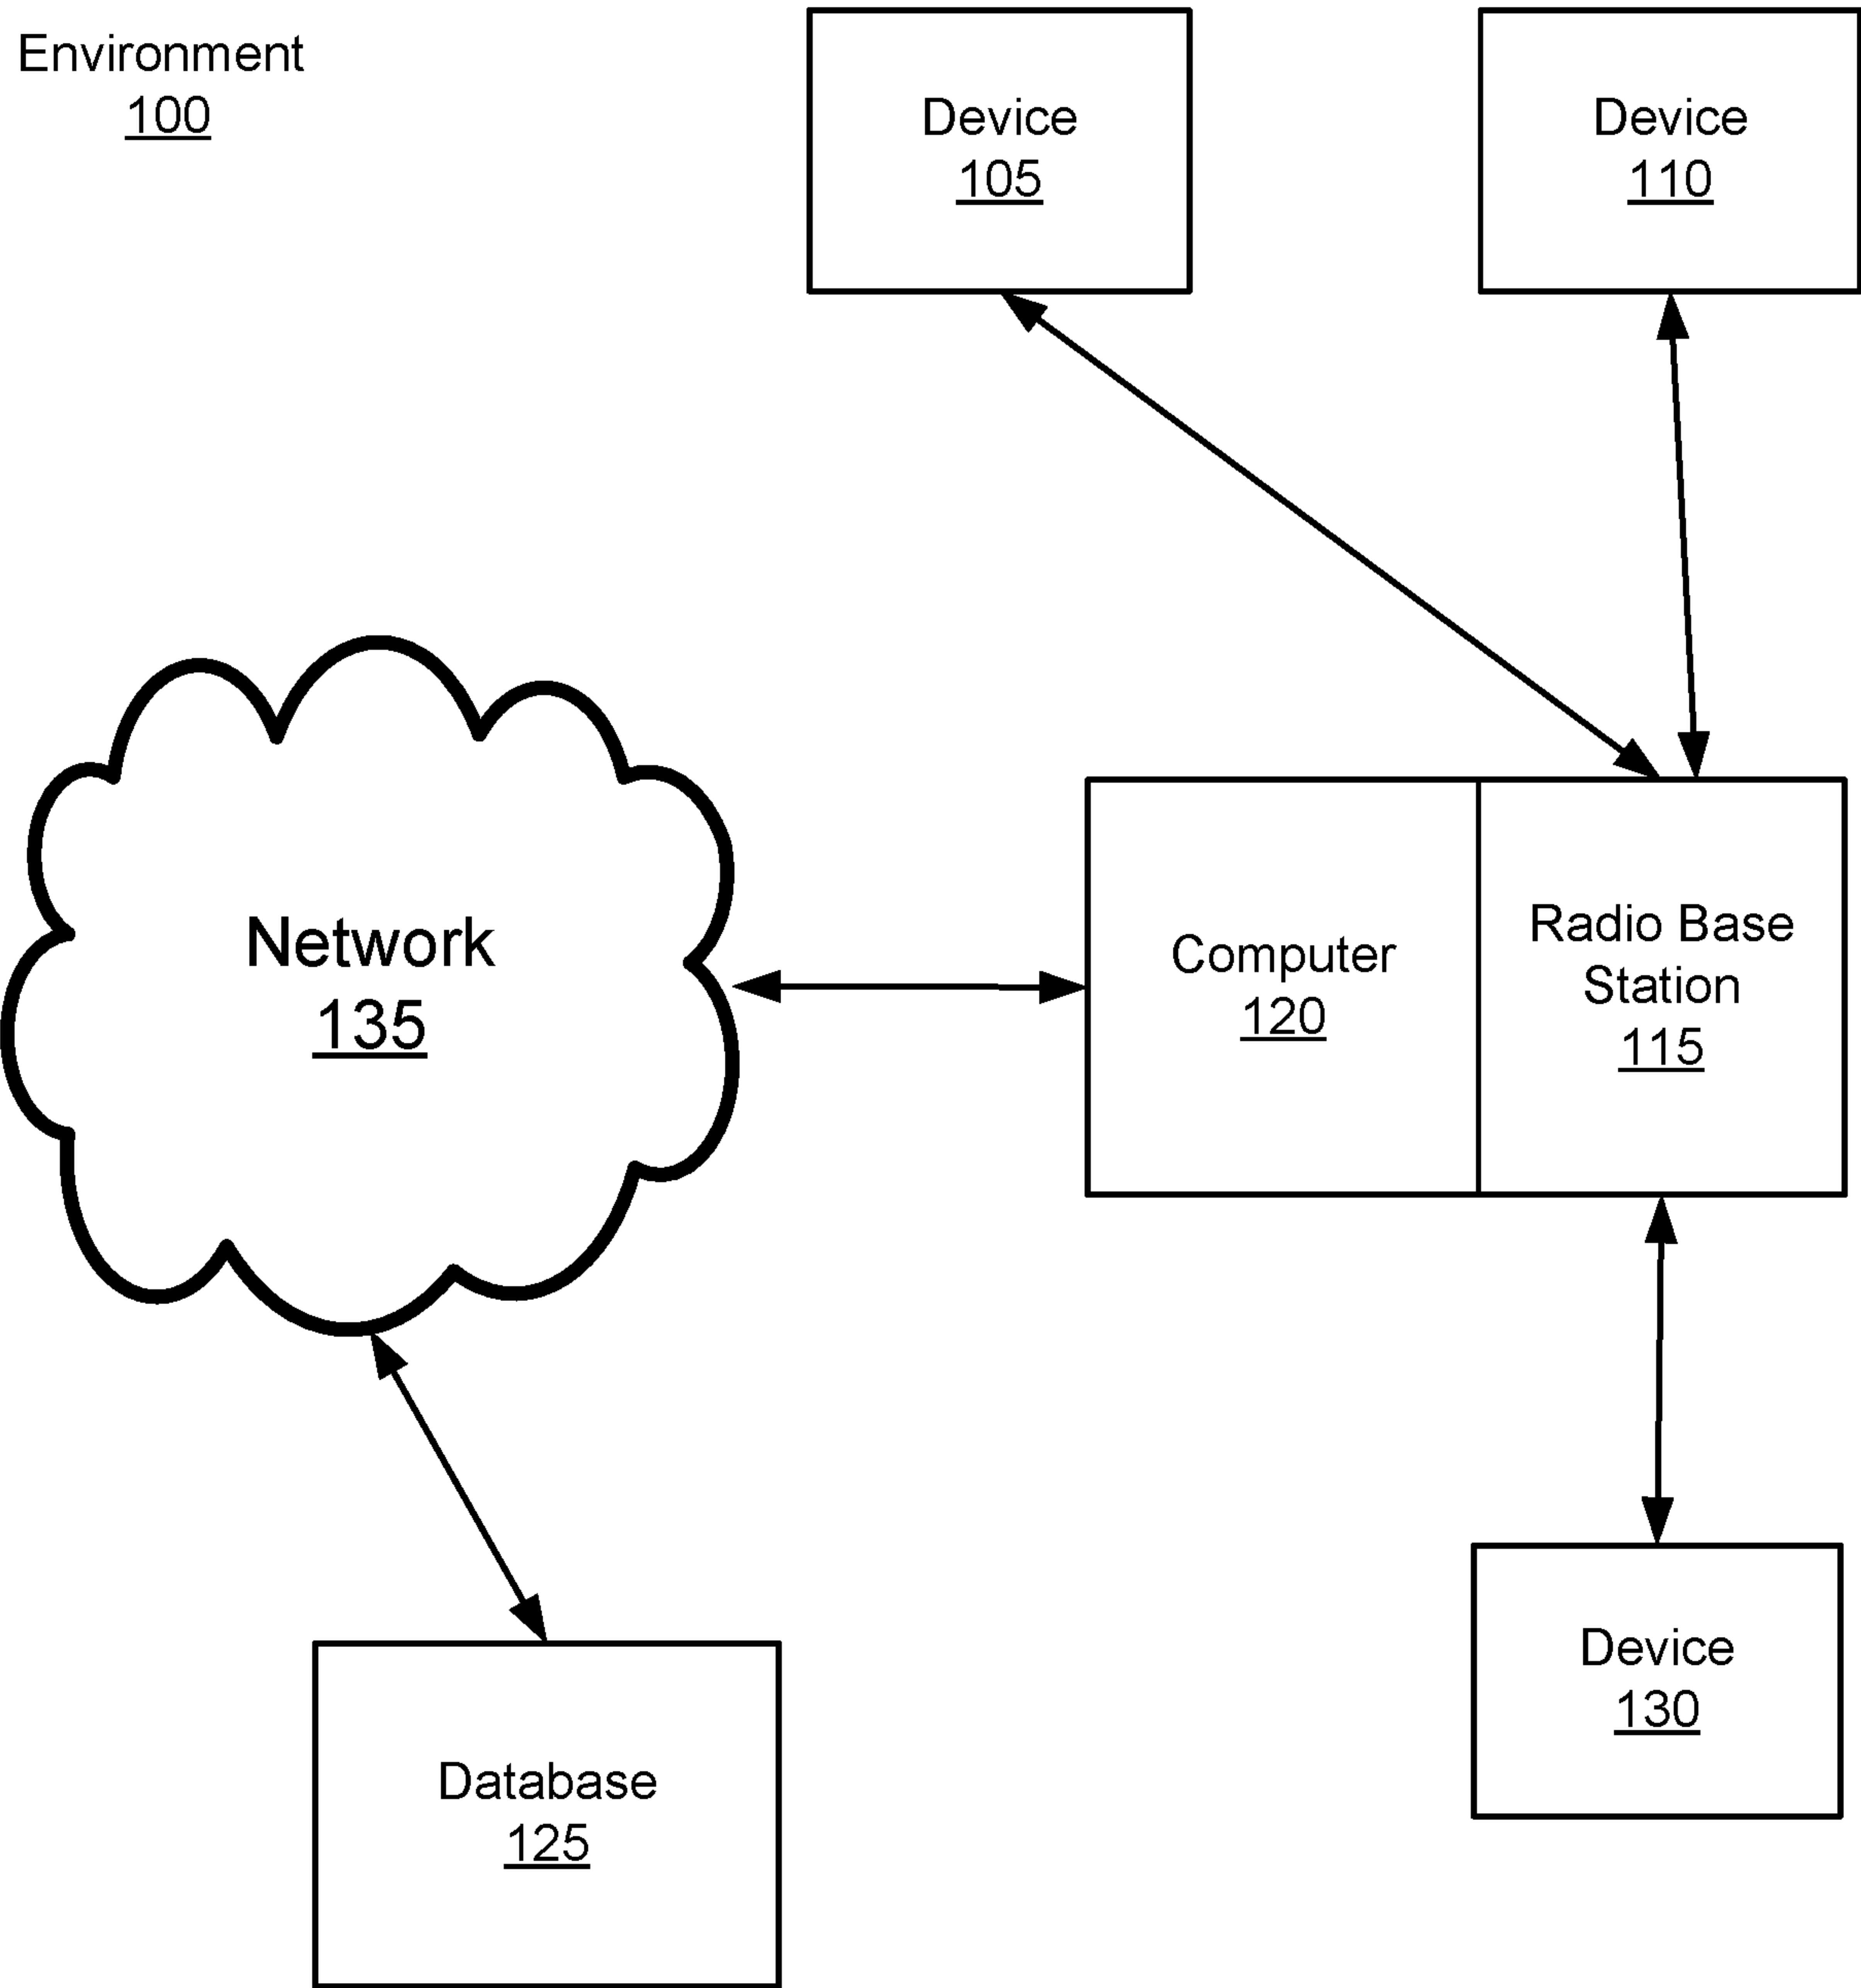 Environment
100
Device
105
Device
110
Network
135
Computer
120
Radio Base
Station
115
Database
125
Device
130